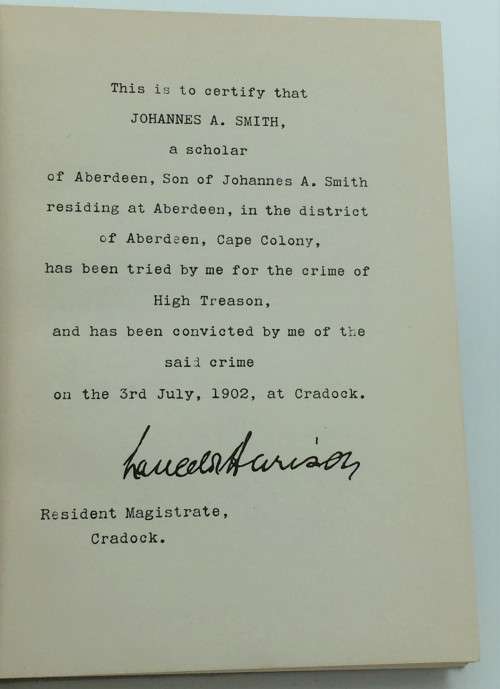 This is to certify that
JOHANNES A. SMITH,
a scholar
of Aberdeen, Son of Johannes A. Smith
residing at Aberdeen, in the district
of Aberdeen, Cape Colony,
has been tried by me for the crime of
High Treason,
and has been convicted by me of the
said crime
on the 3rd July, 1902, at Cradock.
Harison
Resident Magistrate,
Cradock.